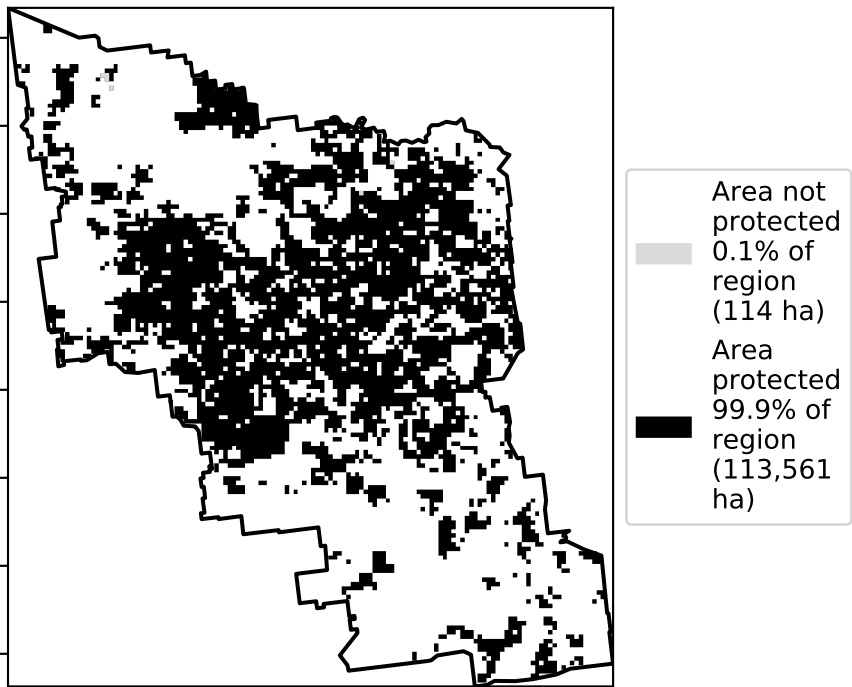 Area not
protected
0.1% of
region
(114 ha)
Area
protected
99.9% of
region
(113,561
ha)